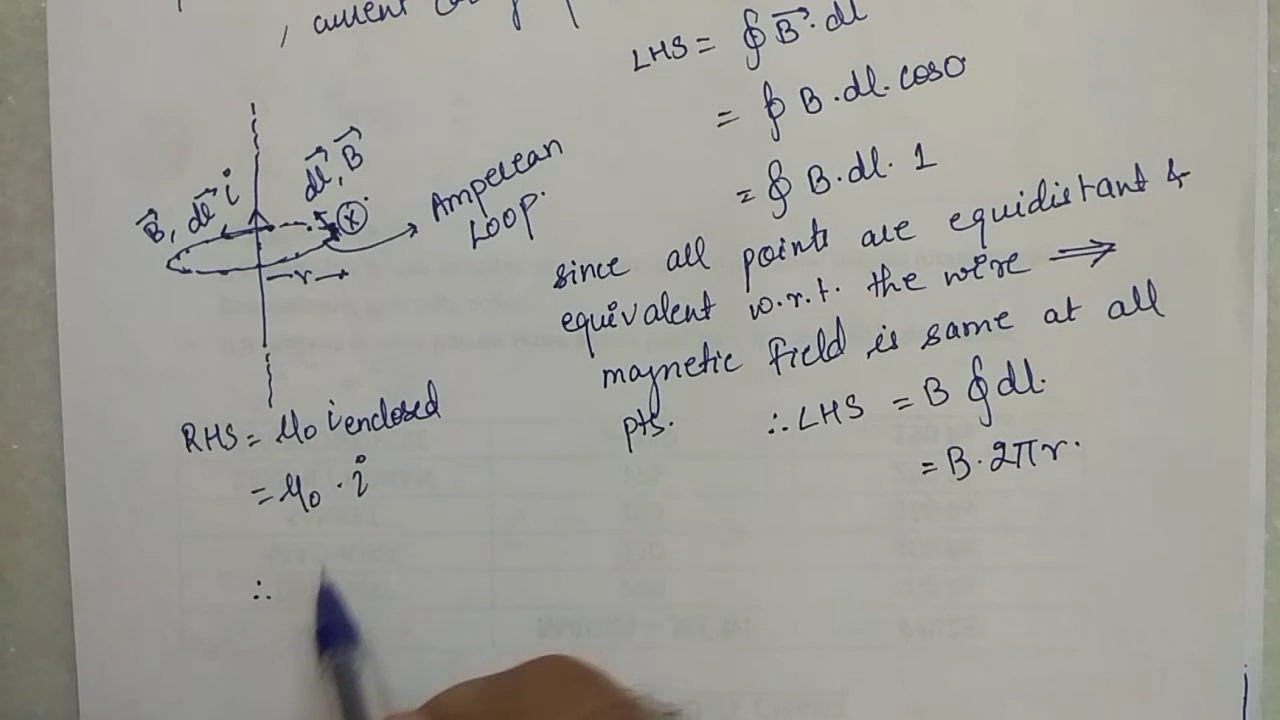 , current
LHS = ∮ B⃗. dl
= ∮ B. dl. cos0
= ∮ B. dl. 1
since all points are equidistant &
equivalent w.r.t. the wire ⟹
magnetic field is same at all
pts. ∴ LHS = B ∮ dl.
= B. 2πr.
i
dl⃗, B⃗
B⃗, dl⃗
x
Amperean
LOOP.
r
RHS = μ0 i enclosed
= μ0 . i
∴